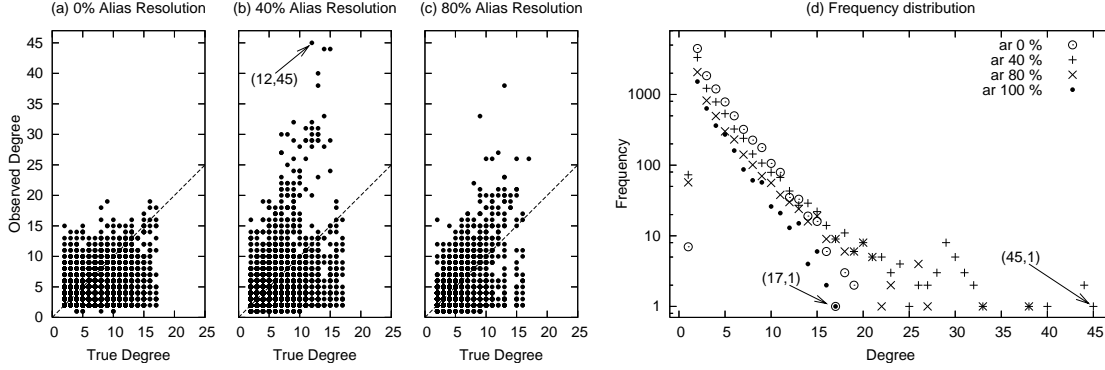 (a) 0% Alias Resolution
(b) 40% Alias Resolution
(c) 80% Alias Resolution
(d) Frequency distribution
Observed Degree
45
40
35
30
25
20
15
10
5
0
0 5 10 15 20 25
True Degree
(12,45)
0 5 10 15 20 25
True Degree
0 5 10 15 20 25
True Degree
Frequency
1000
100
10
1
ar 0 %
ar 40 %
ar 80 %
ar 100 %
(17,1)
(45,1)
0 5 10 15 20 25 30 35 40 45
Degree